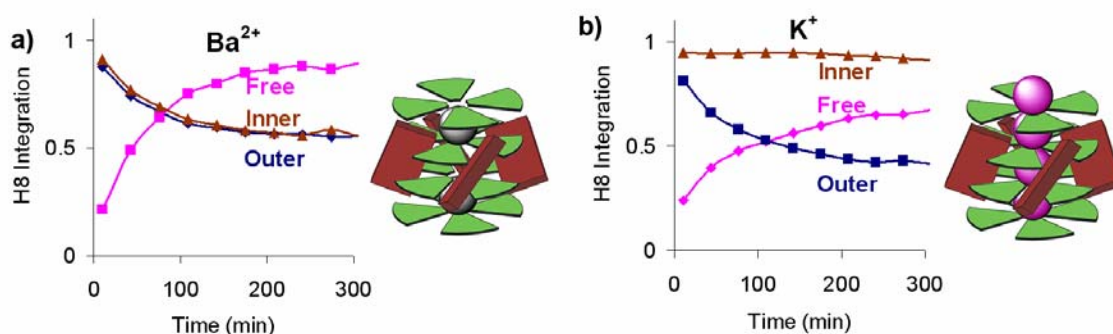 a)
Ba2+
1
0.5
0
H8 Integration
Free
Inner
Outer
0 100 200 300
Time (min)
b)
K+
1
0.5
0
H8 Integration
Inner
Free
Outer
0 100 200 300
Time (min)